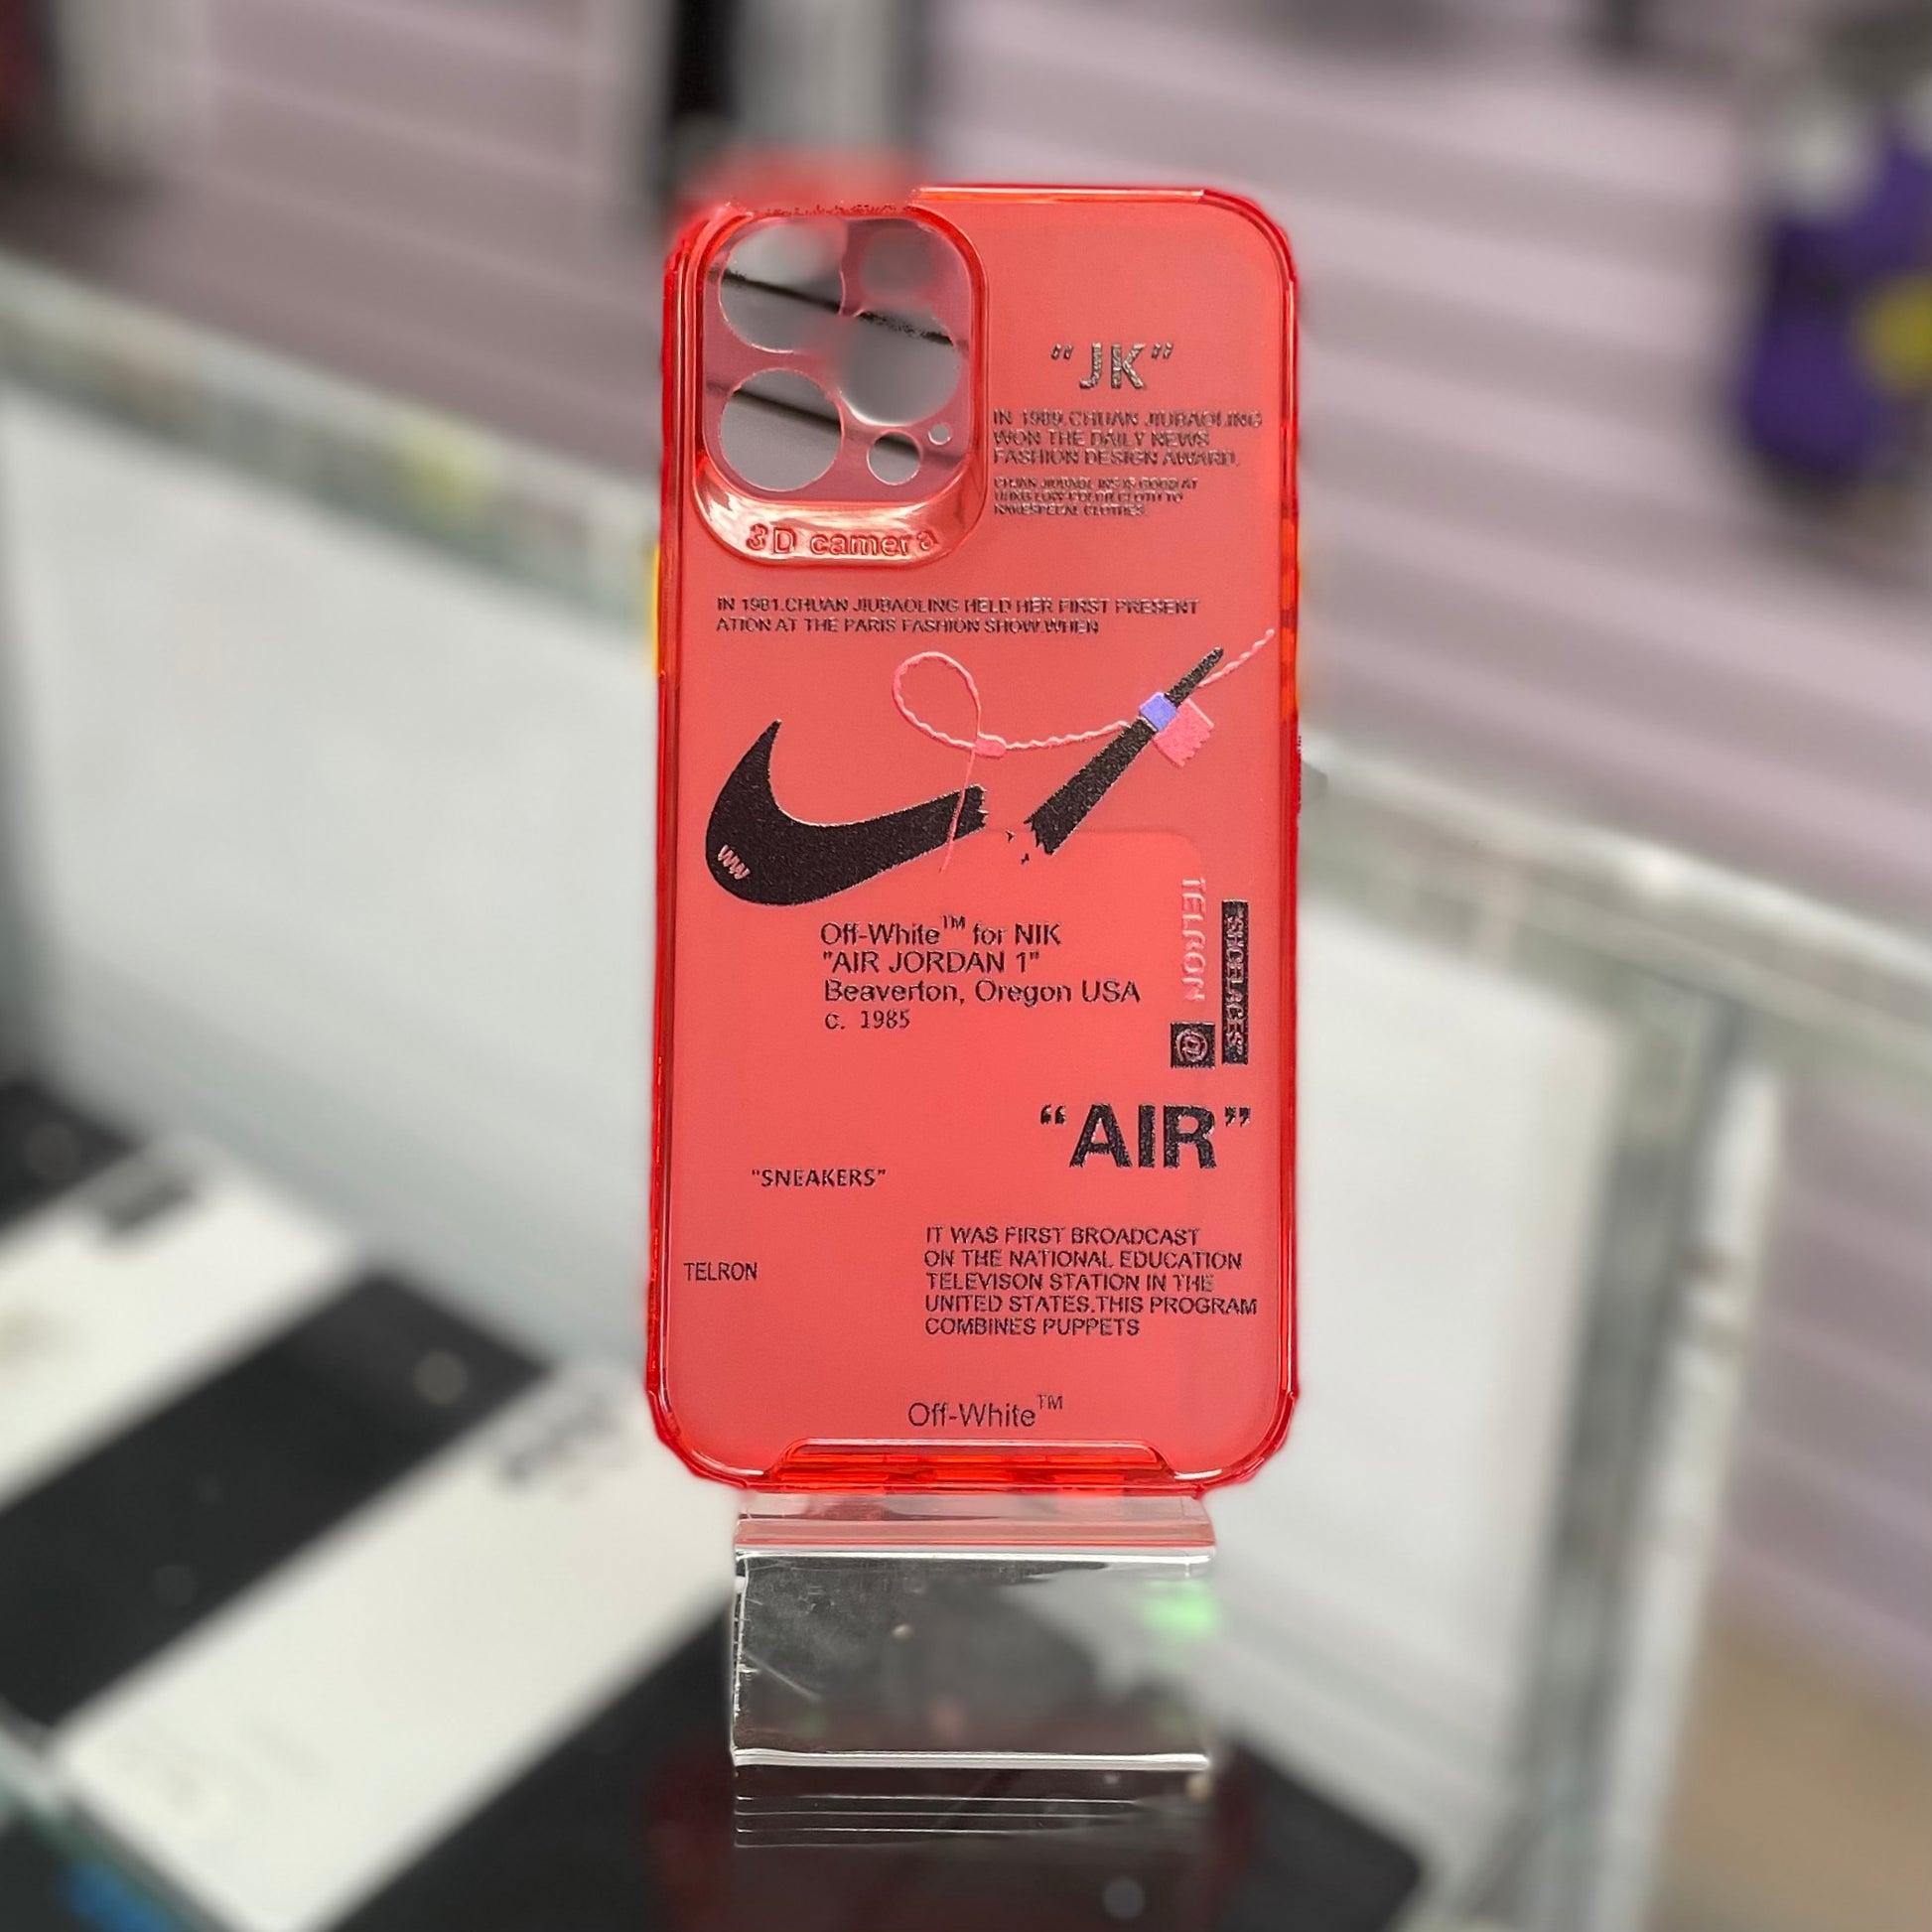 “JK”
IN 1989.CHUAN JIUBAOLING
WON THE DAILY NEWS
FASHION DESIGN AWARD.
3D camera
IN 1981.CHUAN JIUBAOLING HELD HER FIRST PRESENT
ATION AT THE PARIS FASHION SHOW.WHEN
WW
Off-White™ for NIK
"AIR JORDAN 1"
Beaverton, Oregon USA
c. 1985
TELRON
"SHOELACES"
@
“AIR”
"SNEAKERS"
TELRON
IT WAS FIRST BROADCAST
ON THE NATIONAL EDUCATION
TELEVISON STATION IN THE
UNITED STATES.THIS PROGRAM
COMBINES PUPPETS
Off-White™